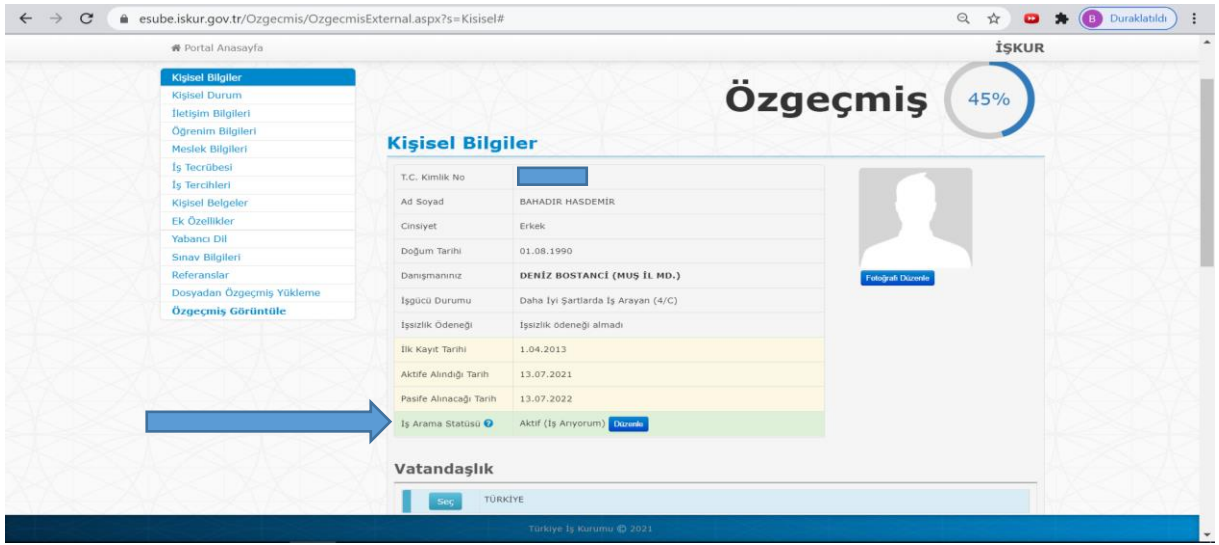 esube.iskur.gov.tr/Ozgecmis/OzgecmisExternal.aspx?s=Kisisel#
B Duraklatıldı
Portal Anasayfa
İŞKUR
Kişisel Bilgiler
Kişisel Durum
İletişim Bilgileri
Öğrenim Bilgileri
Meslek Bilgileri
İş Tecrübesi
İş Tercihleri
Kişisel Belgeler
Ek Özellikler
Yabancı Dil
Sınav Bilgileri
Referanslar
Dosyadan Özgeçmiş Yükleme
Özgeçmiş Görüntüle
Özgeçmiş 45%
Kişisel Bilgiler
T.C. Kimlik No
Ad Soyad BAHADIR HASDEMİR
Cinsiyet Erkek
Doğum Tarihi 01.08.1990
Danışmanınız DENİZ BOSTANCİ (MUŞ İL MD.)
İşgücü Durumu Daha İyi Şartlarda İş Arayan (4/C)
İşsizlik Ödeneği İşsizlik ödeneği almadı
İlk Kayıt Tarihi 1.04.2013
Aktife Alındığı Tarih 13.07.2021
Pasife Alınacağı Tarih 13.07.2022
İş Arama Statüsü ? Aktif (İş Arıyorum) Düzenle
Fotoğrafı Düzenle
Vatandaşlık
Seç TÜRKİYE
Türkiye İş Kurumu © 2021